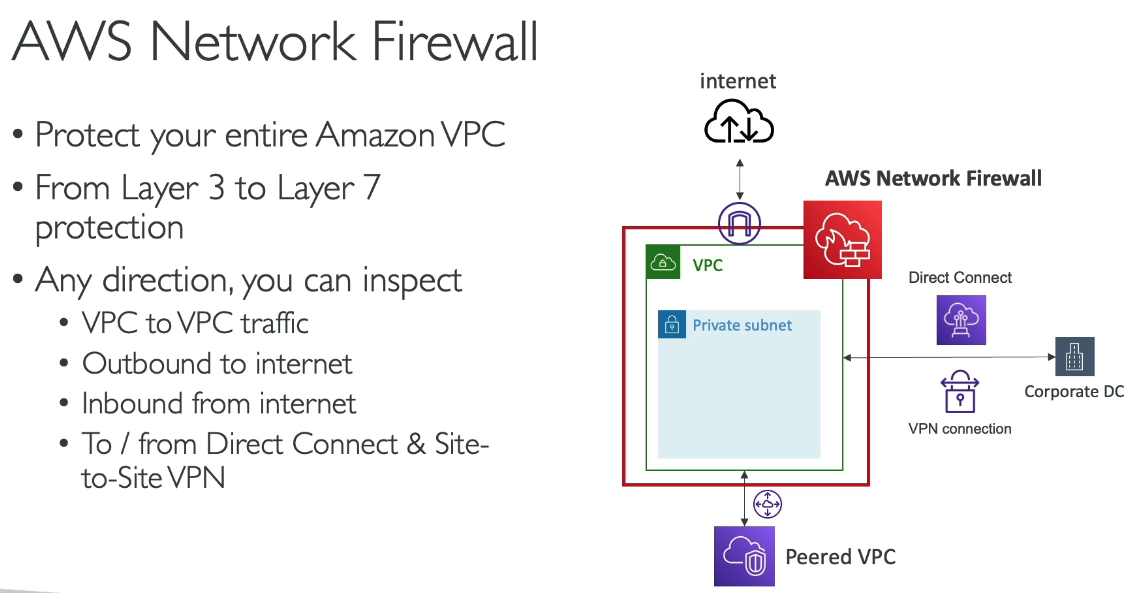 AWS Network Firewall
• Protect your entire Amazon VPC
• From Layer 3 to Layer 7
protection
• Any direction, you can inspect
• VPC to VPC traffic
• Outbound to internet
• Inbound from internet
• To / from Direct Connect & Site-
to-Site VPN
internet
AWS Network Firewall
VPC
Private subnet
Direct Connect
Corporate DC
VPN connection
Peered VPC